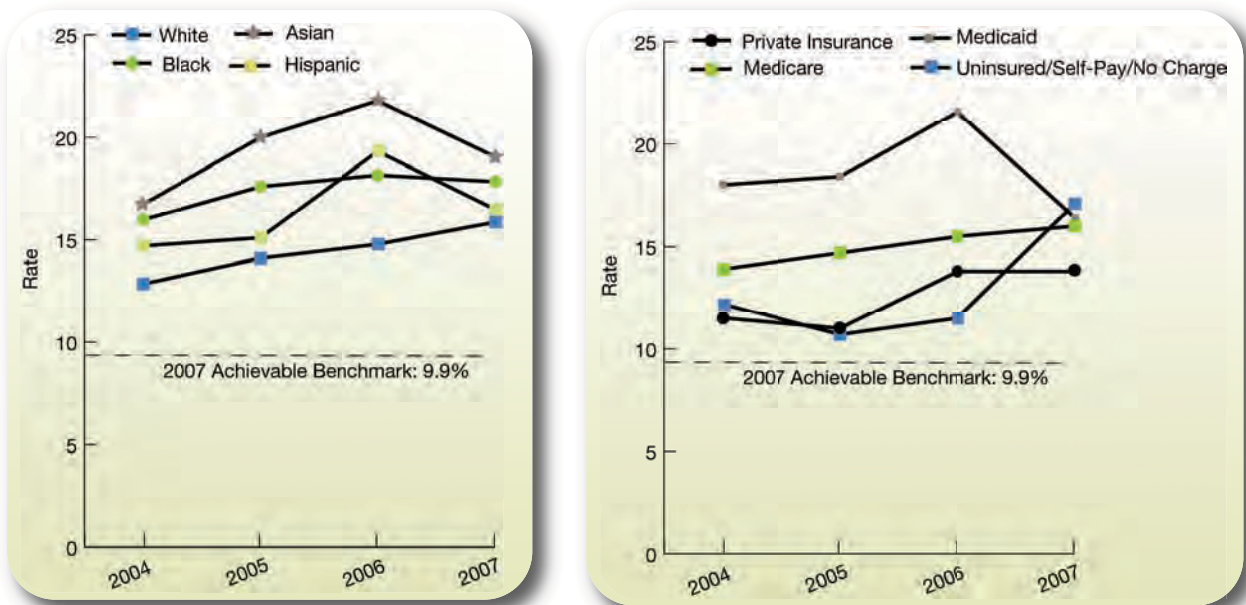 White
Asian
Black
Hispanic
25
20
15
10
5
0
Rate
2007 Achievable Benchmark: 9.9%
2004
2005
2006
2007
Private Insurance
Medicaid
Medicare
Uninsured/Self-Pay/No Charge
25
20
15
10
5
0
Rate
2007 Achievable Benchmark: 9.9%
2004
2005
2006
2007